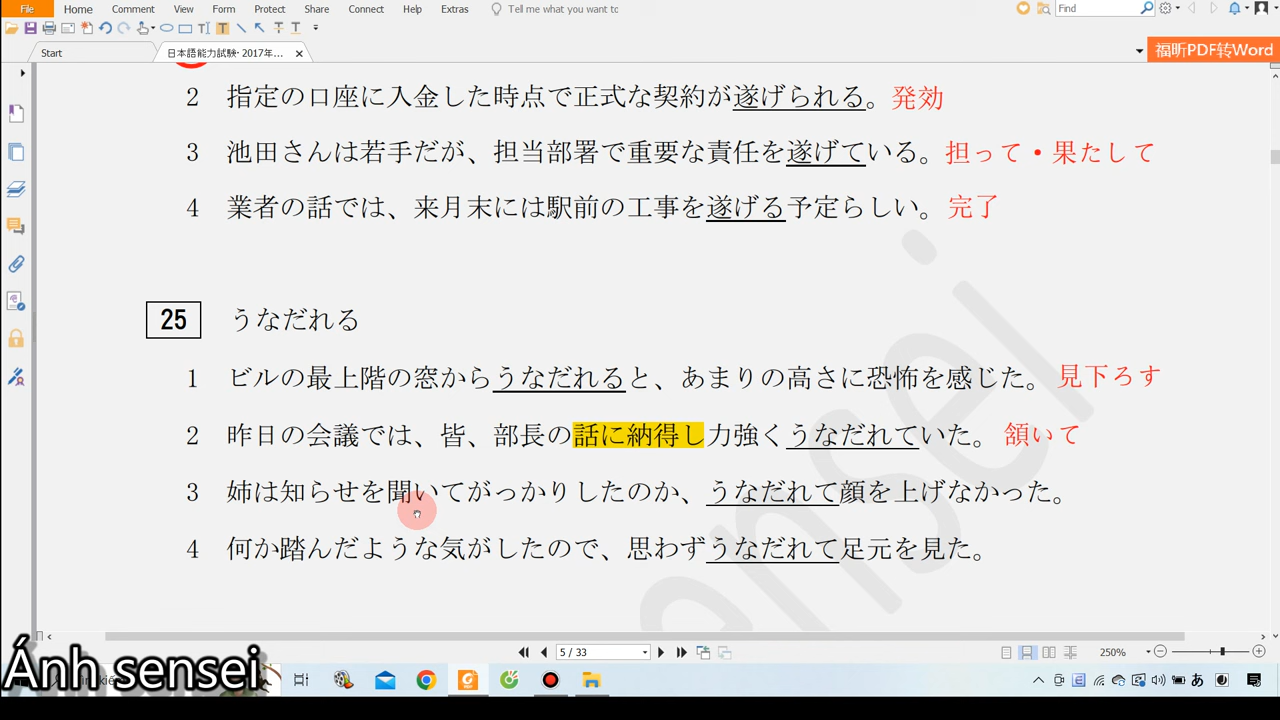 File Home Comment View Form Protect Share Connect Help Extras Tell me what you want to Find
Start 日本語能力試験・2017年... 福昕PDF转Word
2 指定の口座に入金した時点で正式な契約が遂げられる。発効
3 池田さんは若手だが、担当部署で重要な責任を遂げている。担って・果たして
4 業者の話では、来月末には駅前の工事を遂げる予定らしい。完了
25 うなだれる
1 ビルの最上階の窓からうなだれると、あまりの高さに恐怖を感じた。見下ろす
2 昨日の会議では、皆、部長の話に納得し力強くうなだれていた。頷いて
3 姉は知らせを聞いてがっかりしたのか、うなだれて顔を上げなかった。
4 何か踏んだような気がしたので、思わずうなだれて足元を見た。
ensei
5 / 33
250%
Ánh sensei